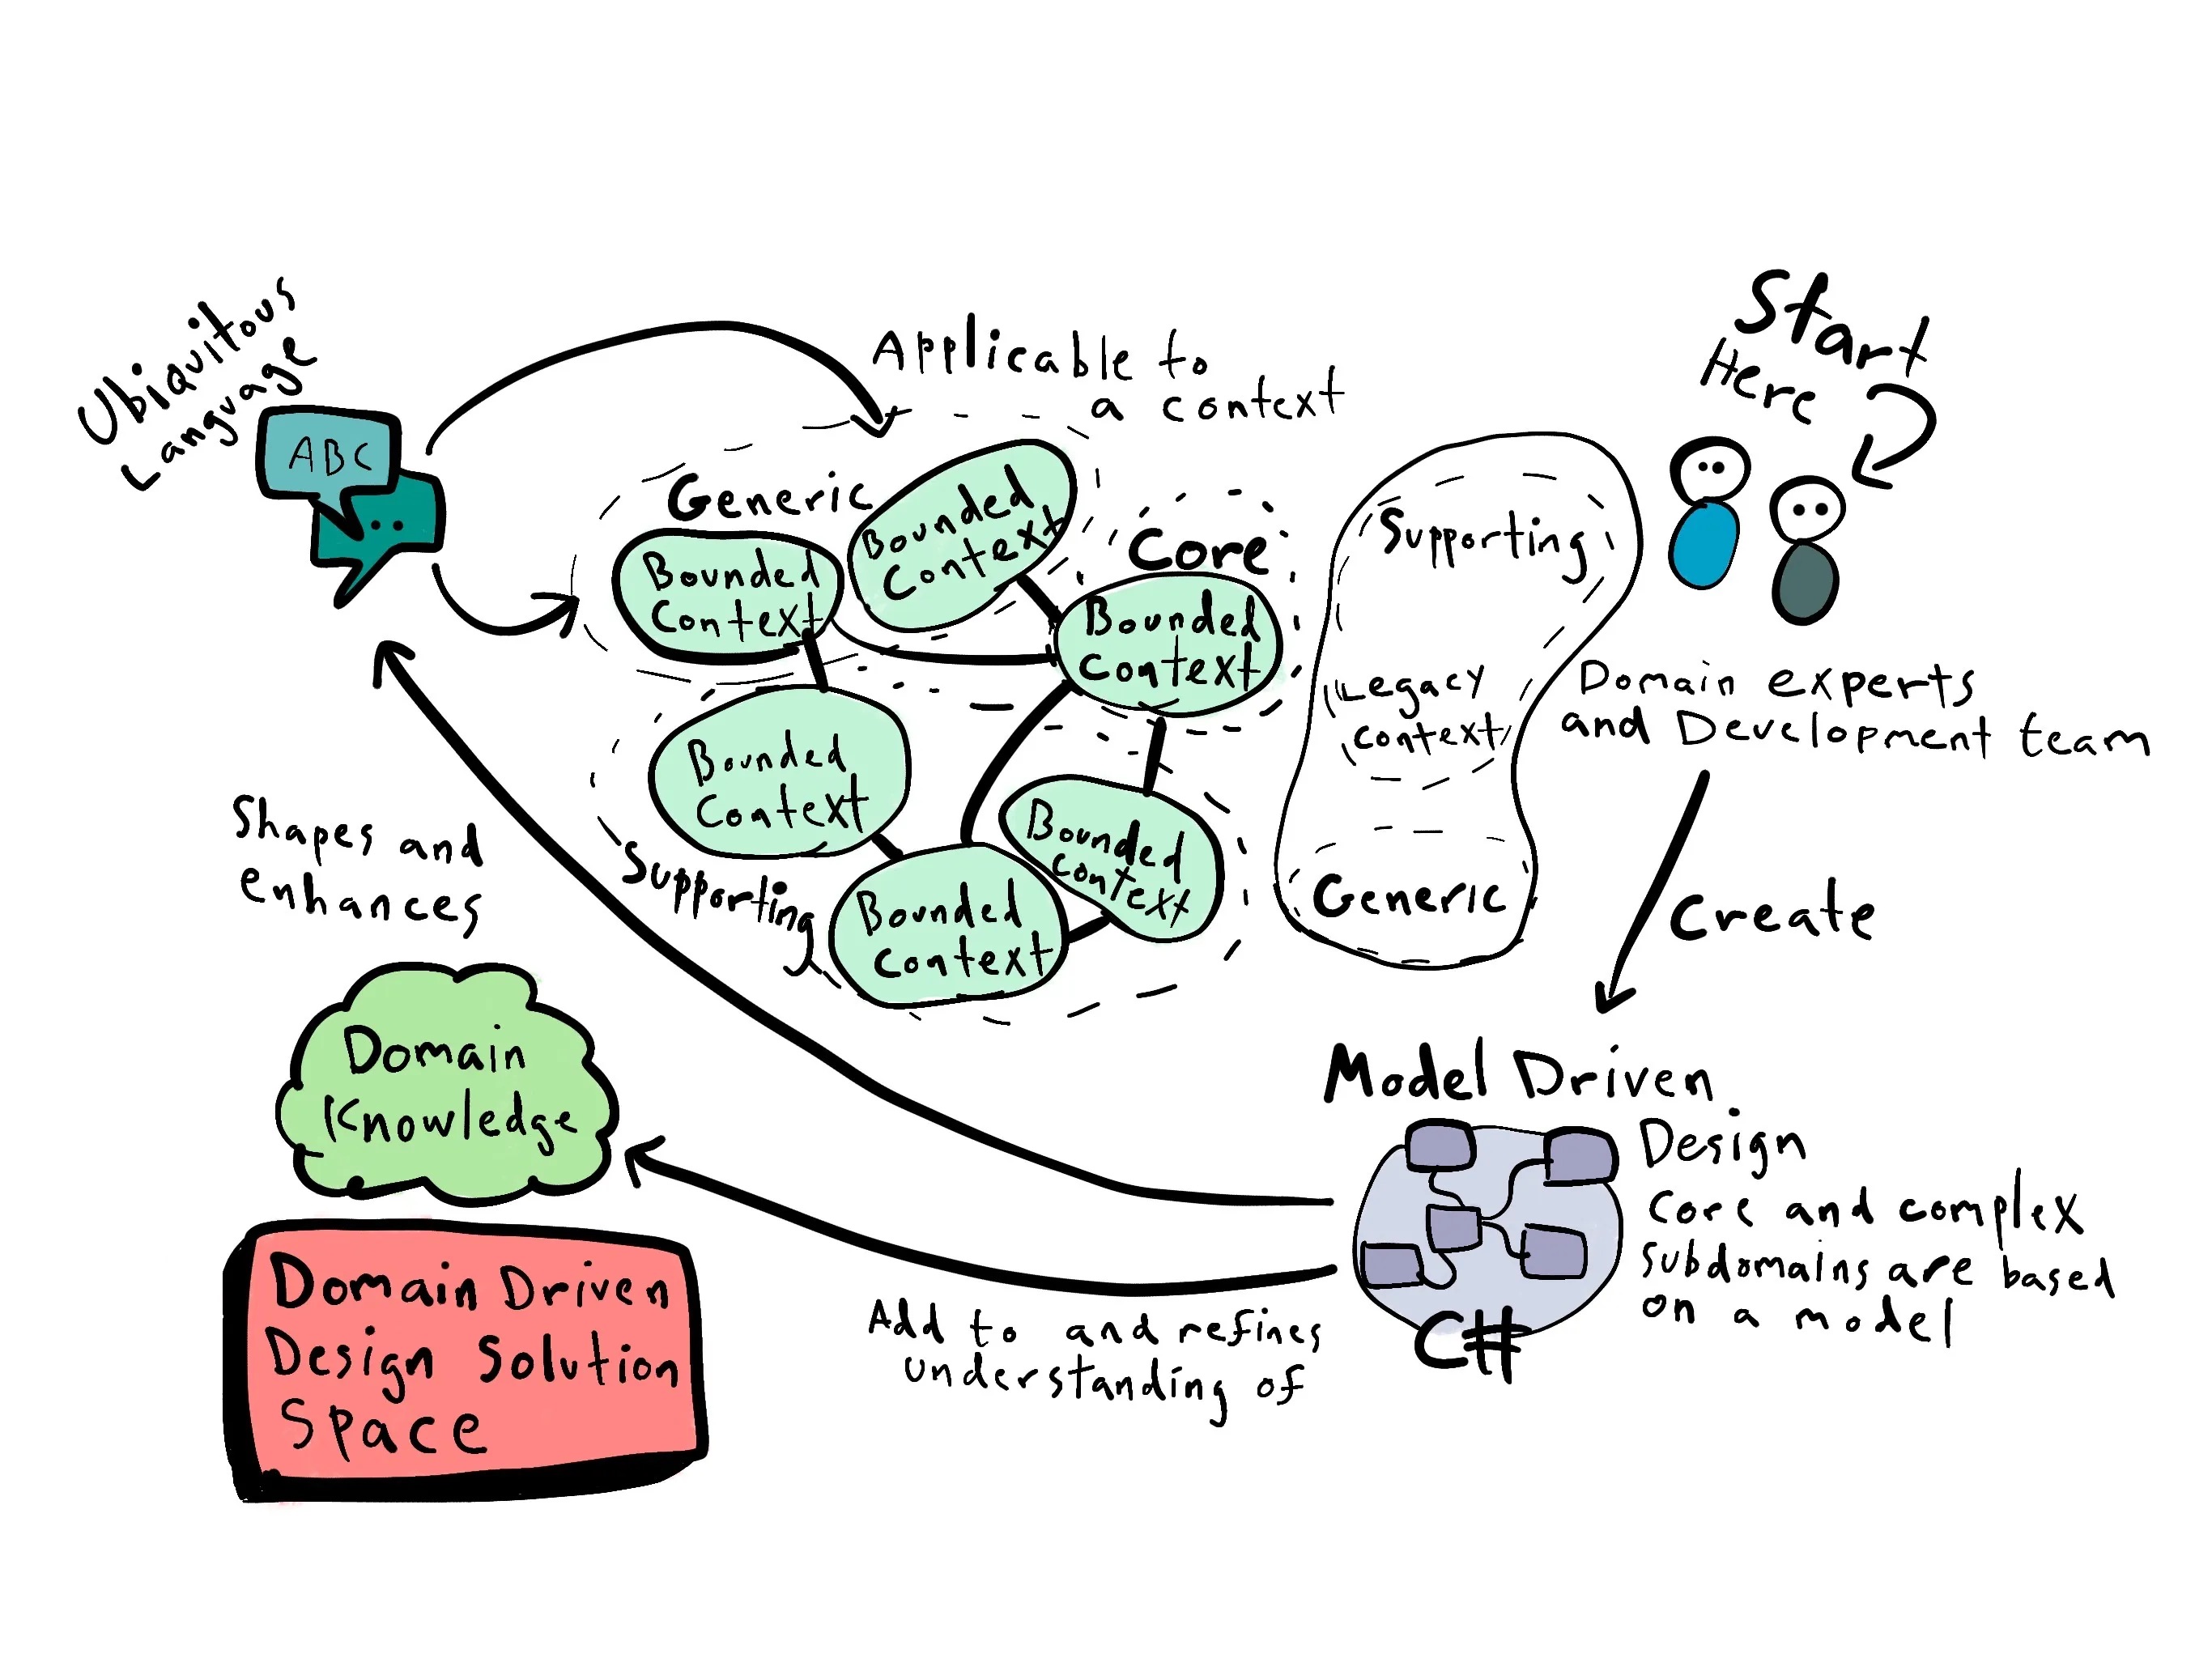 Start
Here
Ubiquitous
Language
ABC
Applicable to
a context
Generic
Bounded
Context
Bounded
Context
Core
Bounded
Context
Bounded
Context
Supporting
Bounded
Context
Bounded
Context
Supporting
Legacy
context
Generic
Domain experts
and Development team
Create
Shapes and
enhances
Model Driven
Design
Core and complex
subdomains are based
on a model
C#
Domain
Knowledge
Add to and refines
understanding of
Domain Driven
Design Solution
Space